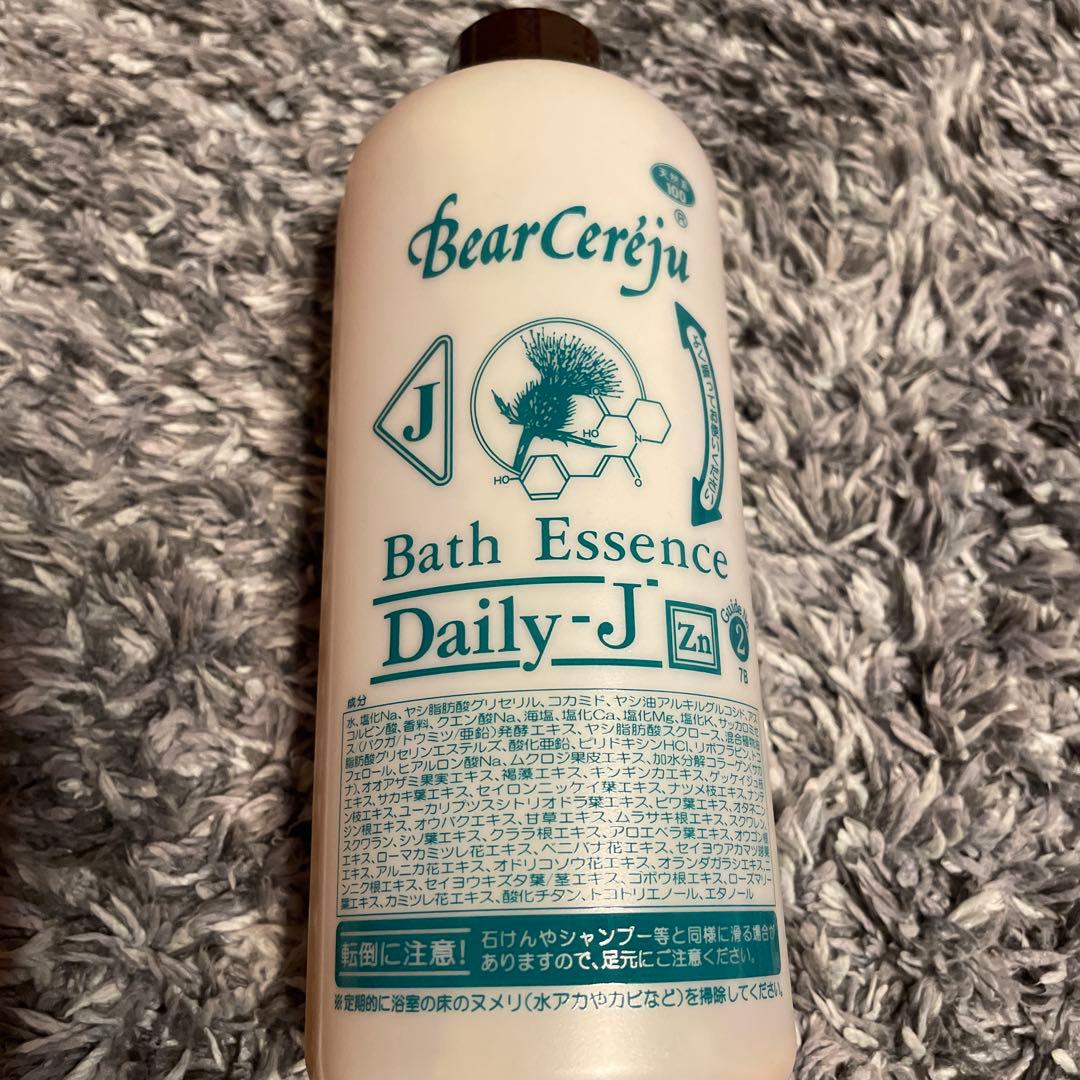 天然系
100
BearCeréju®
J
よく振ってご使用ください
HO
HO
N
O
Bath Essence
Daily-J
Zn
Guide No.
2
7B
成分
水、塩化Na、ヤシ脂肪酸グリセリル、コカミド、ヤシ油アルキルグルコシド、アス
コルビン酸、香料、クエン酸Na、海塩、塩化Ca、塩化Mg、塩化K、サッカロミセ
ス(バクガ/トウミツ/亜鉛)発酵エキス、ヤシ脂肪酸スクロース、混合植物油
脂肪酸グリセリンエステルズ、酸化亜鉛、ピリドキシンHCl、リボフラビン、ト
フェロール、ヒアルロン酸Na、ムクロジ果皮エキス、加水分解コラーゲン(サカ
ナ)、オオアザミ果実エキス、褐藻エキス、キンギンカエキス、ゲッケイジュ葉
エキス、サカキ葉エキス、セイロンニッケイ葉エキス、ナツメ枝エキス、ナンテ
ン枝エキス、ユーカリプツスシトリオドラ葉エキス、ビワ葉エキス、オタネニン
ジン根エキス、オウバクエキス、甘草エキス、ムラサキ根エキス、スクワレン、
スクワラン、シソ葉エキス、クララ根エキス、アロエベラ葉エキス、オウゴン根
エキス、ローマカミツレ花エキス、ベニバナ花エキス、セイヨウアカマツ球果
エキス、アルニカ花エキス、オドリコソウ花エキス、オランダガラシエキス、ニ
ンニク根エキス、セイヨウキズタ葉/茎エキス、ゴボウ根エキス、ローズマリー
葉エキス、カミツレ花エキス、酸化チタン、トコトリエノール、エタノール
転倒に注意! 石けんやシャンプー等と同様に滑る場合が
ありますので、足元にご注意ください。
※定期的に浴室の床のヌメリ(水アカやカビなど)を掃除してください。